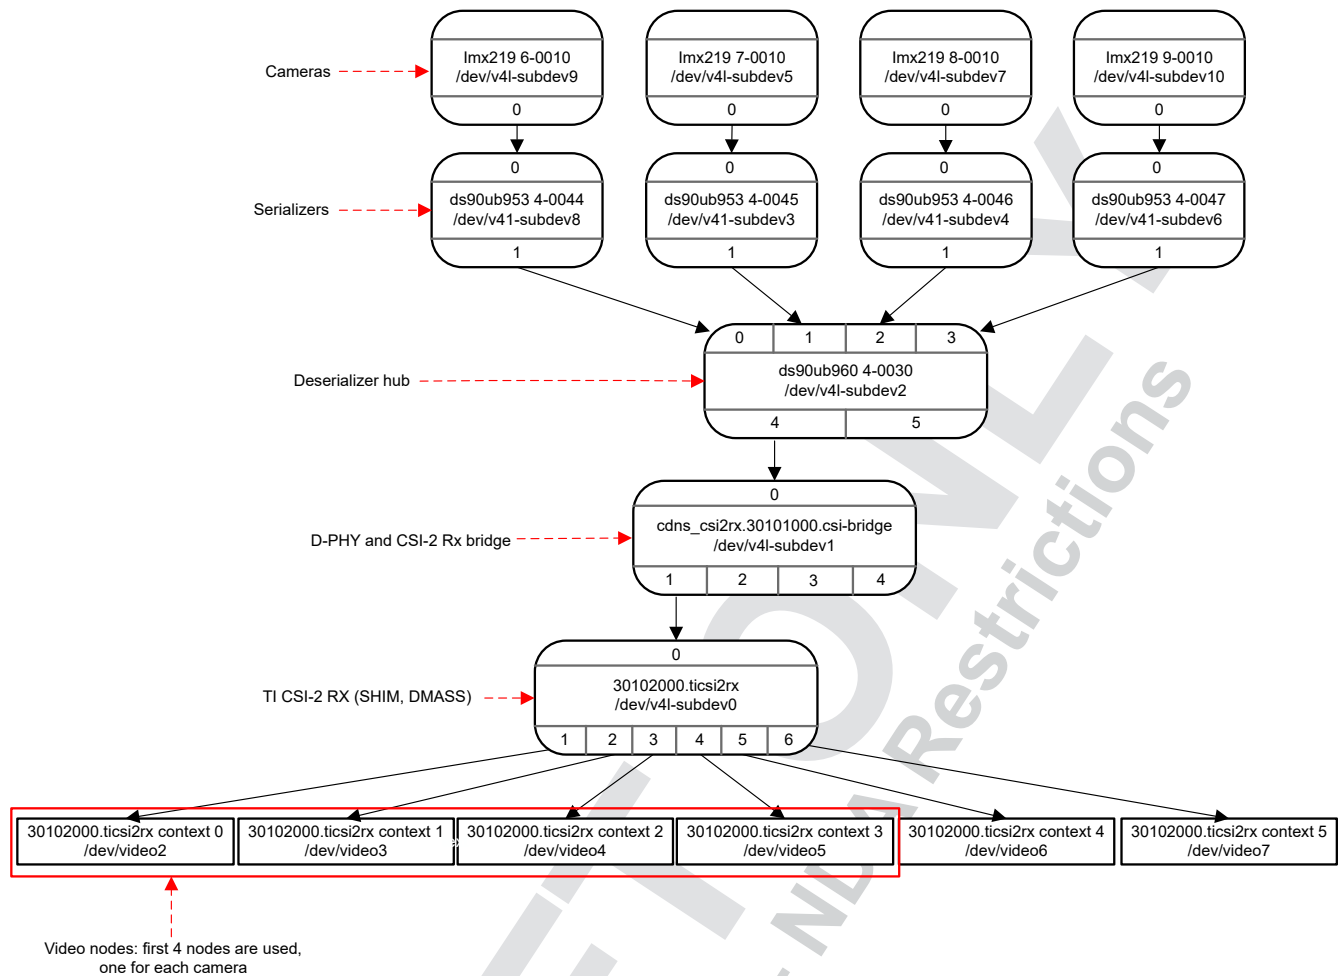 lmx219 6-0010
/dev/v4l-subdev9
0
lmx219 7-0010
/dev/v4l-subdev5
0
lmx219 8-0010
/dev/v4l-subdev7
0
lmx219 9-0010
/dev/v4l-subdev10
0
Cameras
0
ds90ub953 4-0044
/dev/v41-subdev8
1
0
ds90ub953 4-0045
/dev/v41-subdev3
1
0
ds90ub953 4-0046
/dev/v41-subdev4
1
0
ds90ub953 4-0047
/dev/v41-subdev6
1
Serializers
0 1 2 3
ds90ub960 4-0030
/dev/v4l-subdev2
4 5
Deserializer hub
0
cdns_csi2rx.30101000.csi-bridge
/dev/v4l-subdev1
1 2 3 4
D-PHY and CSI-2 Rx bridge
0
30102000.ticsi2rx
/dev/v4l-subdev0
1 2 3 4 5 6
TI CSI-2 RX (SHIM, DMASS)
30102000.ticsi2rx context 0
/dev/video2
30102000.ticsi2rx context 1
/dev/video3
30102000.ticsi2rx context 2
/dev/video4
30102000.ticsi2rx context 3
/dev/video5
30102000.ticsi2rx context 4
/dev/video6
30102000.ticsi2rx context 5
/dev/video7
Video nodes: first 4 nodes are used,
one for each camera
NDA Restrictions